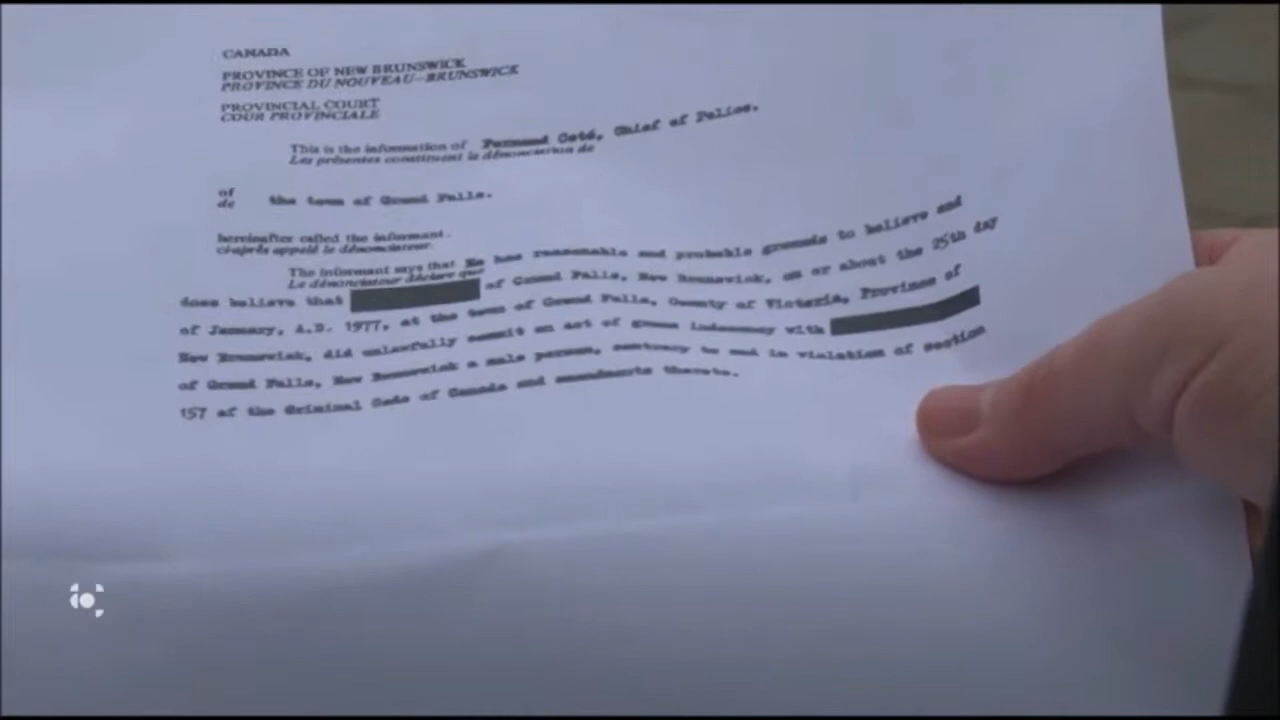 CANADA
PROVINCE OF NEW BRUNSWICK
PROVINCE DU NOUVEAU-BRUNSWICK
PROVINCIAL COURT
COUR PROVINCIALE
This is the information of Fernand Coté, Chief of Police.
Les présentes constituent la dénonciation de
of the town of Grand Falls.
de
hereinafter called the informant.
ci-après appelé le dénonciateur.
The informant says that He has reasonable and probable grounds to believe and
Le dénonciateur déclare que
does believe that of Grand Falls, New Brunswick, on or about the 25th day
of January, A.D. 1977, at the town of Grand Falls, County of Victoria, Province of
New Brunswick, did unlawfully commit an act of gross indecency with
of Grand Falls, New Brunswick a male person, contrary to and in violation of section
157 of the Criminal Code of Canada and amendments thereto.